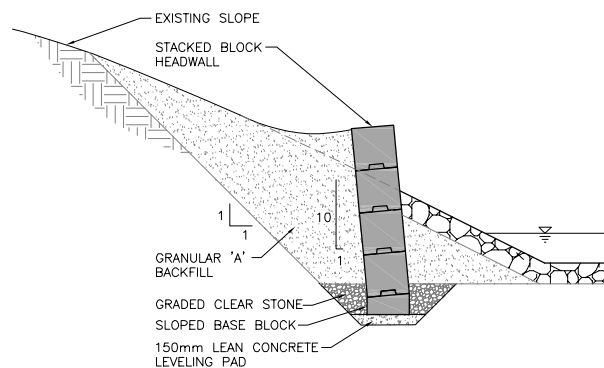 EXISTING SLOPE
STACKED BLOCK
HEADWALL
10
1
1
1
GRANULAR 'A'
BACKFILL
GRADED CLEAR STONE
SLOPED BASE BLOCK
150mm LEAN CONCRETE
LEVELING PAD